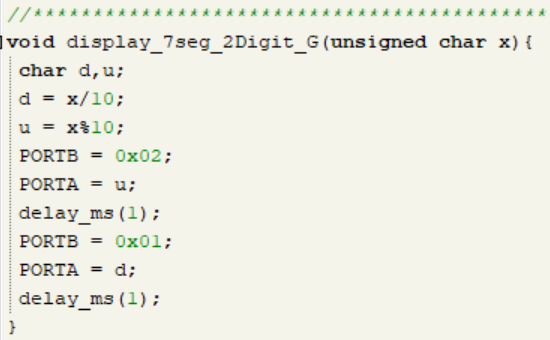 //******************************************
void display_7seg_2Digit_G(unsigned char x){
char d,u;
d = x/10;
u = x%10;
PORTB = 0x02;
PORTA = u;
delay_ms(1);
PORTB = 0x01;
PORTA = d;
delay_ms(1);
}